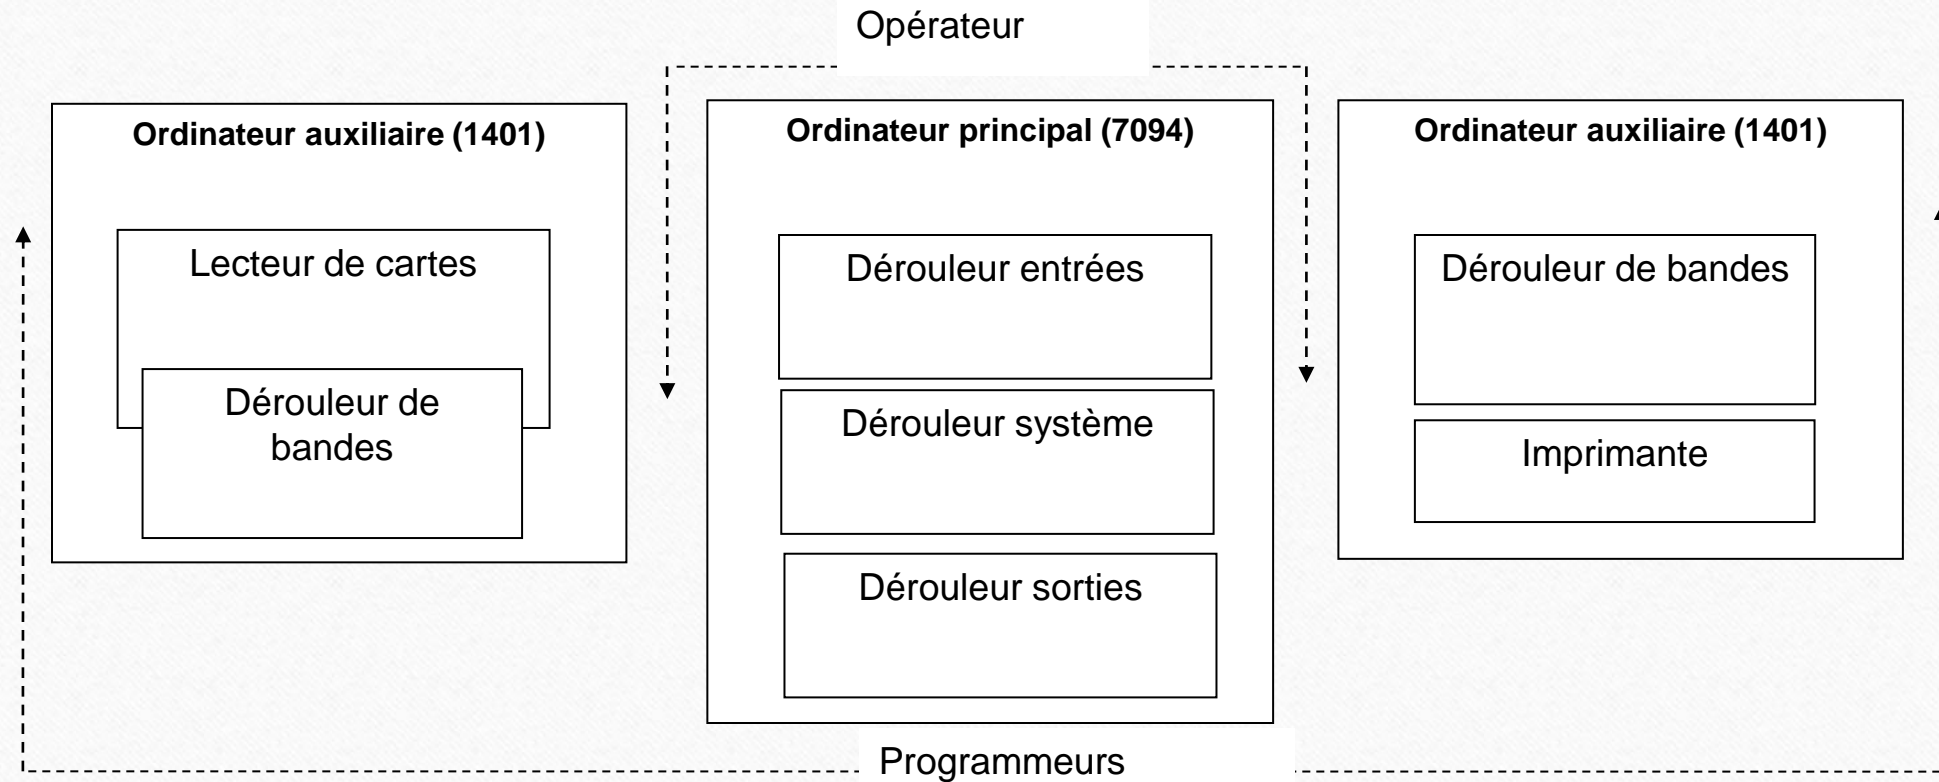 Opérateur
Ordinateur auxiliaire (1401)
Lecteur de cartes
Dérouleur de
bandes
Ordinateur principal (7094)
Dérouleur entrées
Dérouleur système
Dérouleur sorties
Ordinateur auxiliaire (1401)
Dérouleur de bandes
Imprimante
Programmeurs